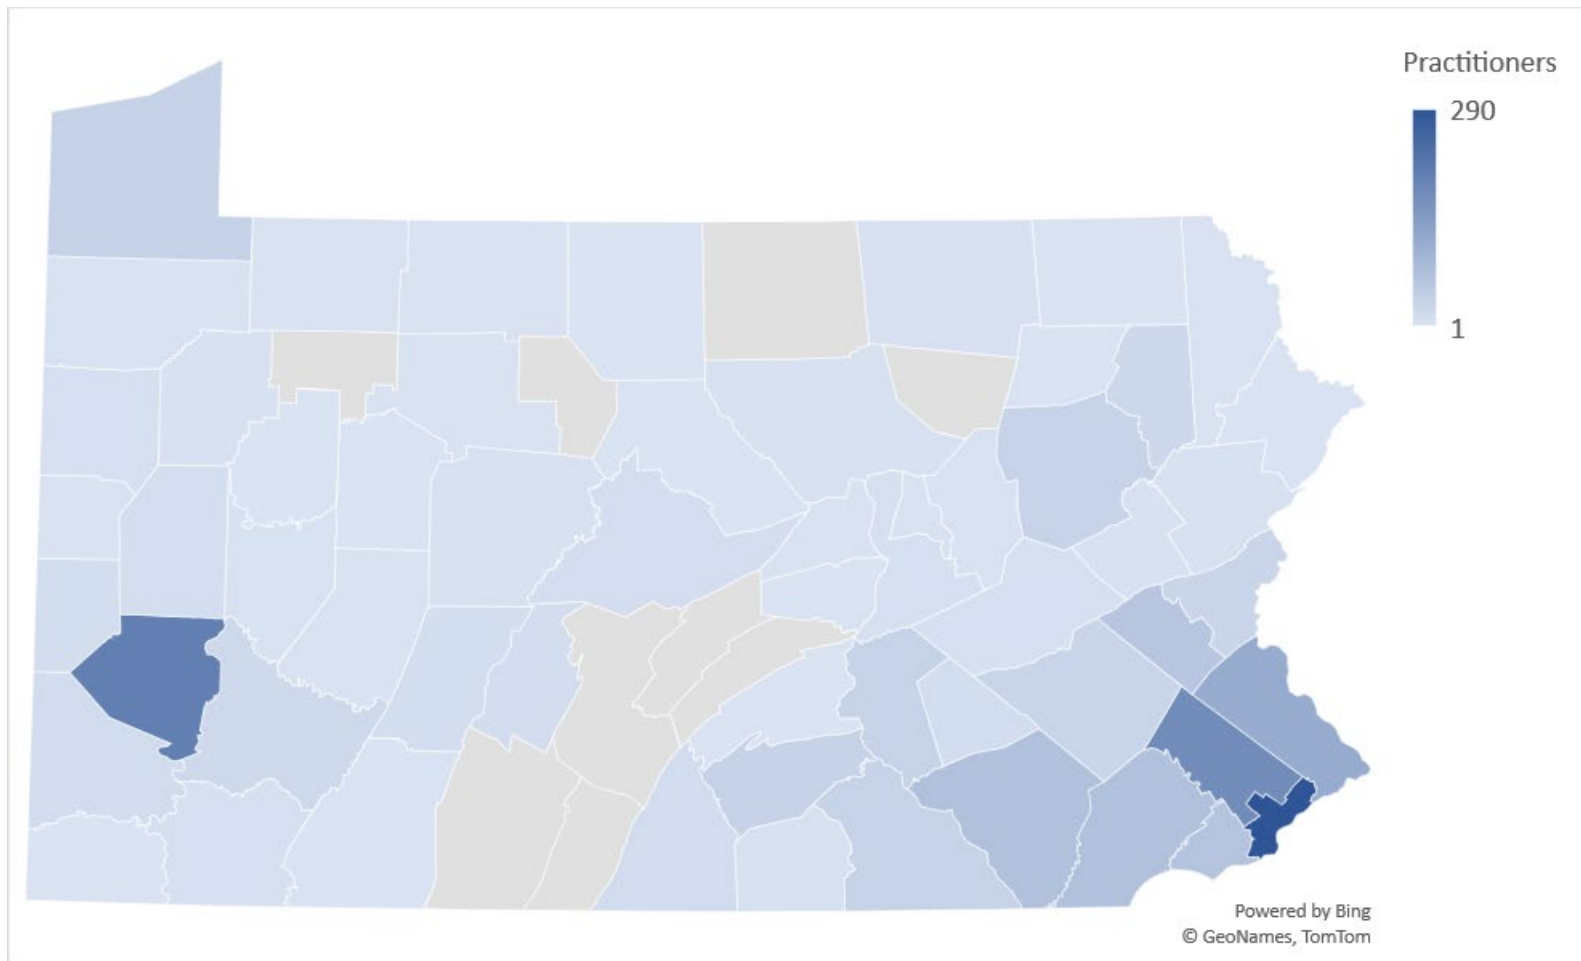 Practitioners
290
1
Powered by Bing
© GeoNames, TomTom